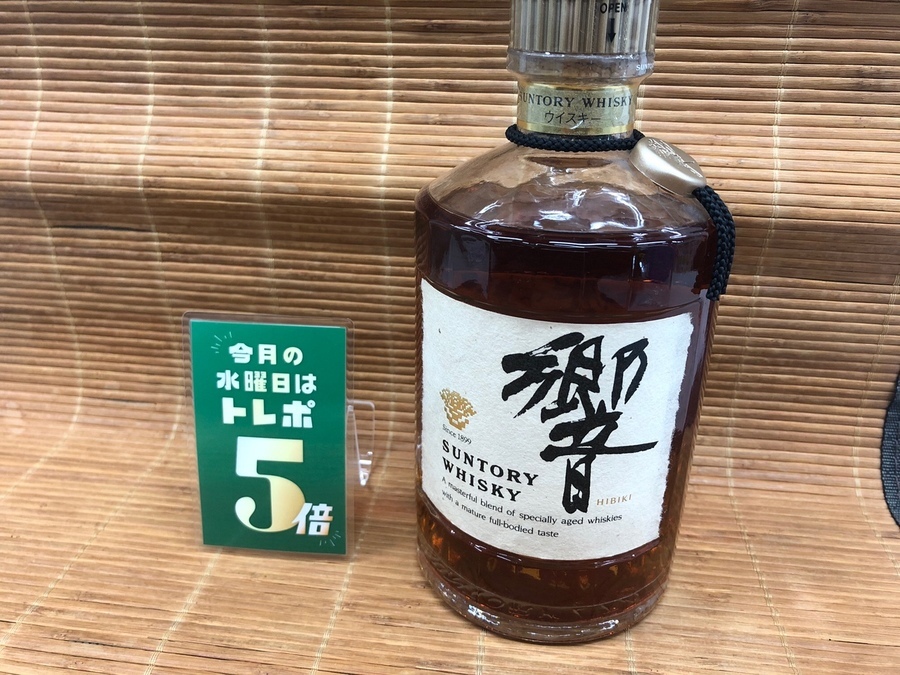 OPEN
SUNTORY WHISKY
ウイスキー
今月の
水曜日は
トレポ
5倍
響
since 1899
SUNTORY
WHISKY
HIBIKI
A masterful blend of specially aged whiskies
with a mature full-bodied taste